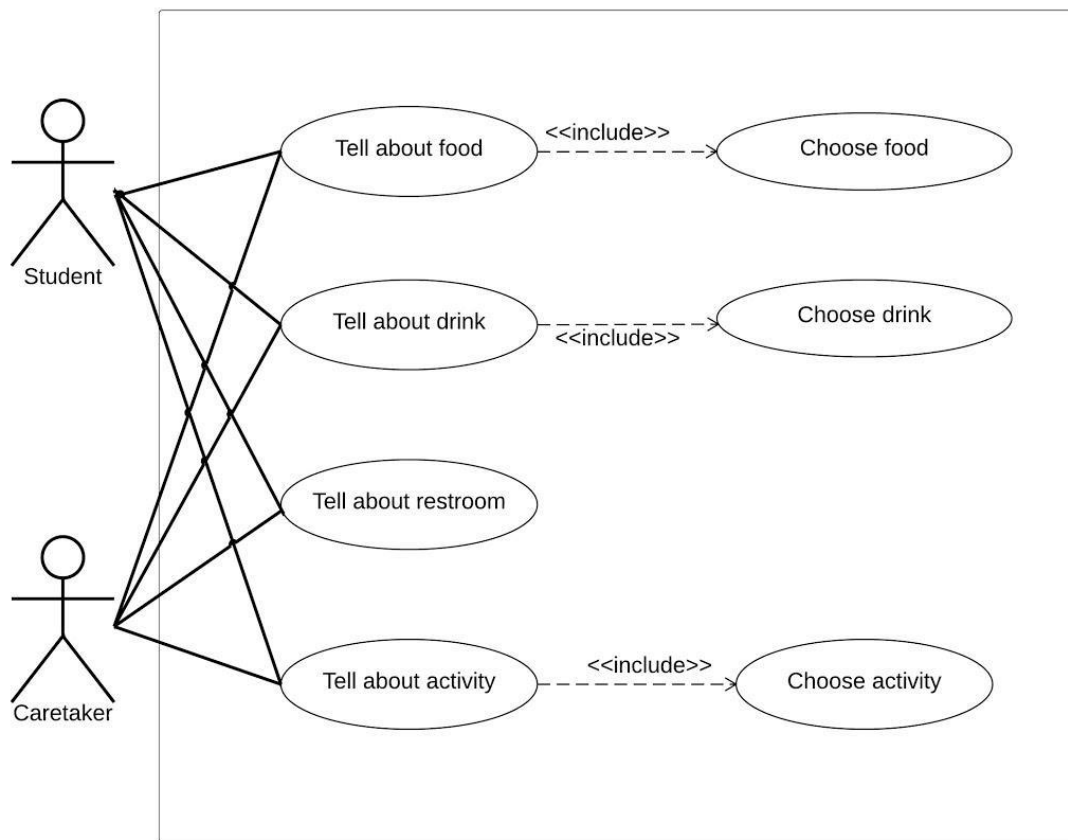 Tell about food
<<include>>
Choose food
Student
Tell about drink
<<include>>
Choose drink
Tell about restroom
Caretaker
Tell about activity
<<include>>
Choose activity